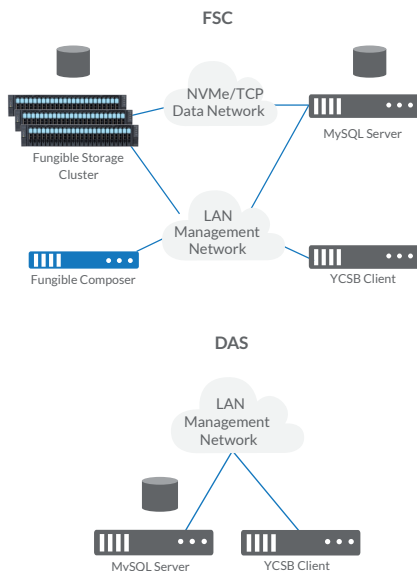 FSC
NVMe/TCP
Data Network
MySQL Server
Fungible Storage
Cluster
LAN
Management
Network
Fungible Composer
YCSB Client
DAS
LAN
Management
Network
MySQL Server
YCSB Client